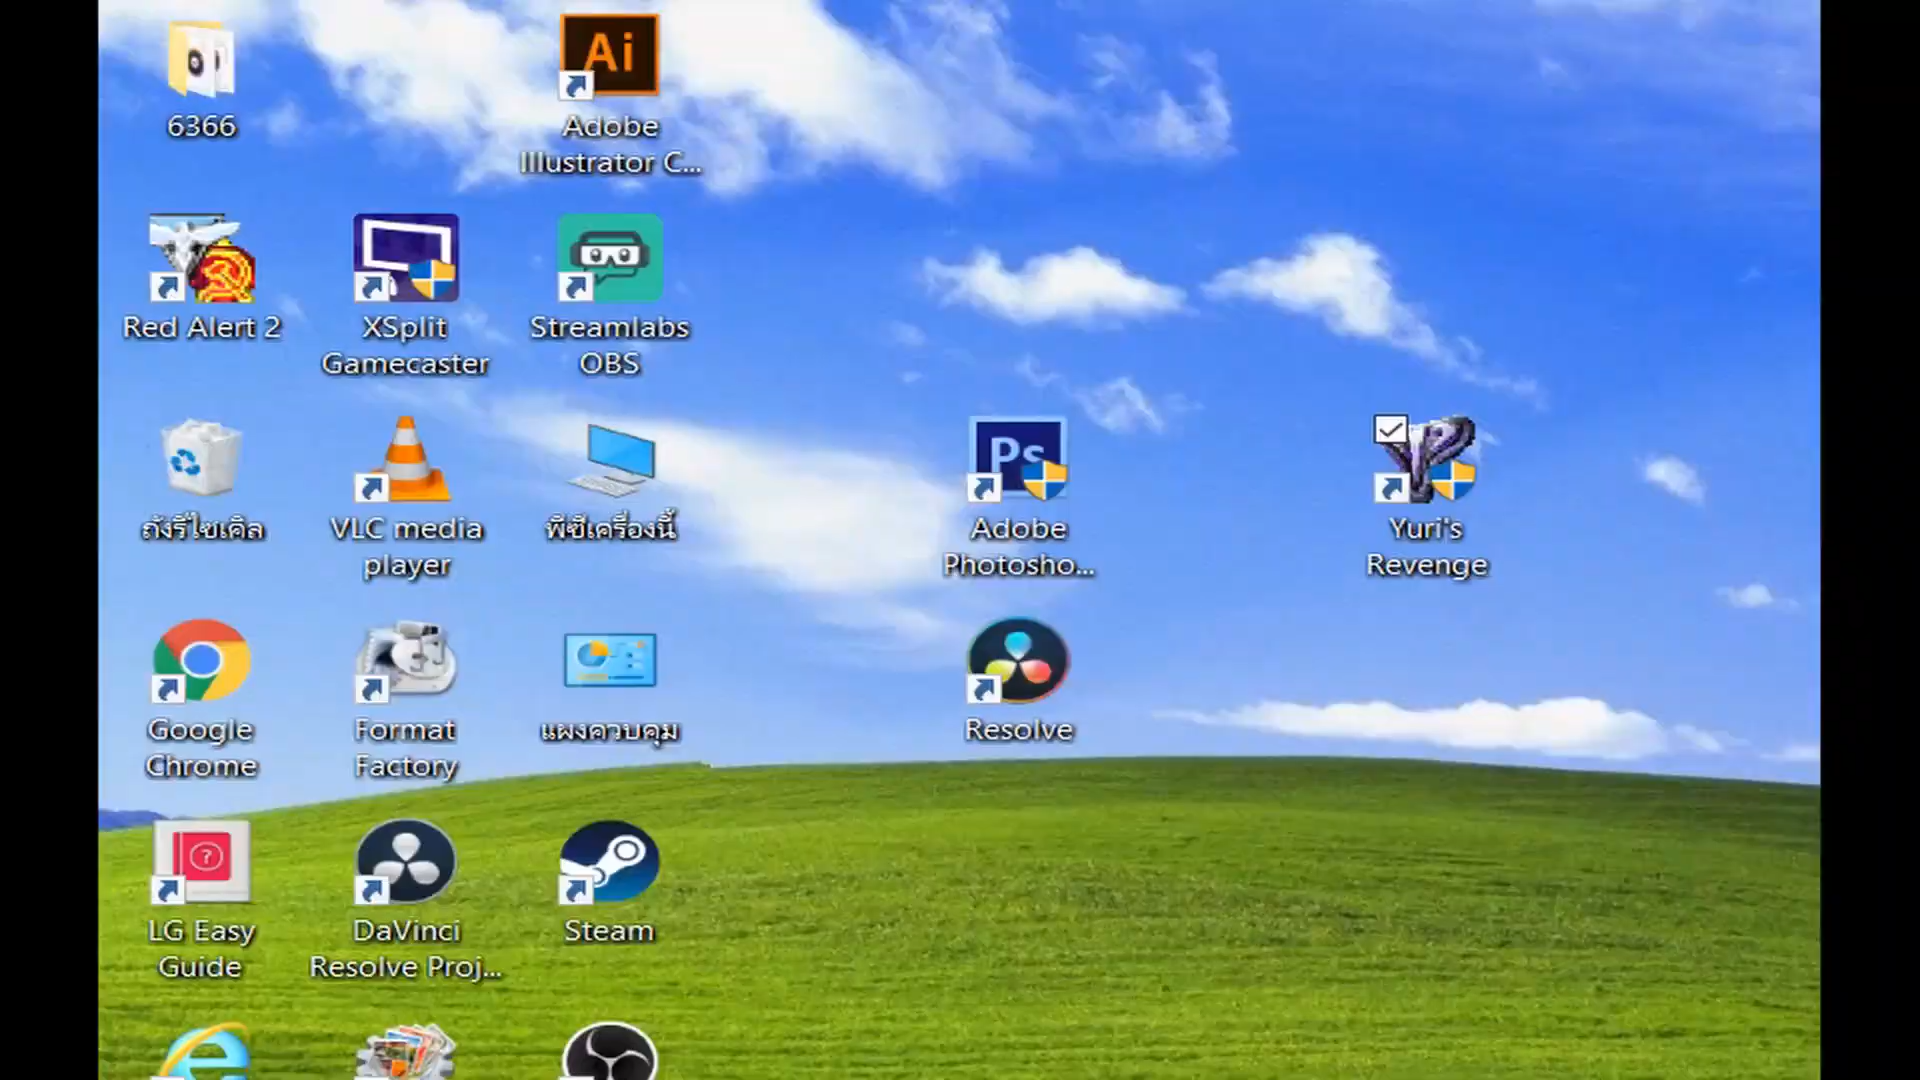 6366
Ai
Adobe
Illustrator C...
Red Alert 2
XSplit
Gamecaster
Streamlabs
OBS
ถังรีไซเคิล
VLC media
player
พีซีเครื่องนี้
Ps
Adobe
Photosho...
Yuri's
Revenge
Google
Chrome
Format
Factory
แผงควบคุม
Resolve
LG Easy
Guide
DaVinci
Resolve Proj...
Steam